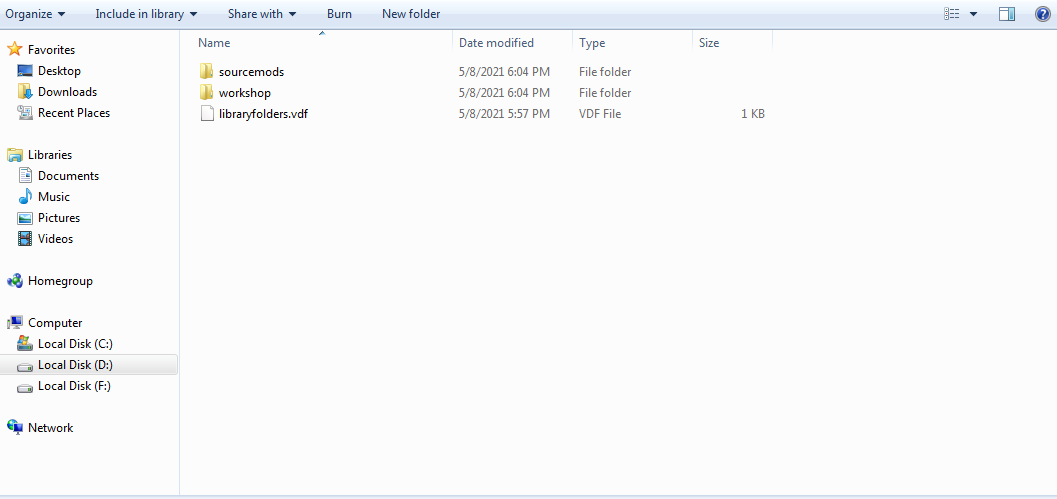 Organize Include in library Share with Burn New folder
Name Date modified Type Size
Favorites
Desktop
Downloads
Recent Places
Libraries
Documents
Music
Pictures
Videos
Homegroup
Computer
Local Disk (C:)
Local Disk (D:)
Local Disk (F:)
Network
sourcemods 5/8/2021 6:04 PM File folder
workshop 5/8/2021 6:04 PM File folder
libraryfolders.vdf 5/8/2021 5:57 PM VDF File 1 KB